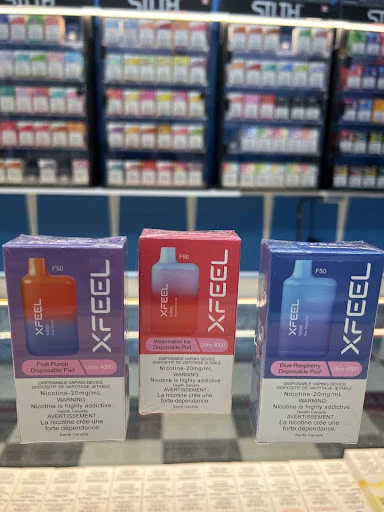 STLTH
STLTH
F50
XFEEL
XFEEL
Fruit Punch
Disposable Pod
Ultra 4000
DISPOSABLE VAPING DEVICE
DISPOSITIF DE VAPOTAGE JETABLE
Nicotine-20mg/mL
WARNING:
Nicotine is highly addictive.
Health Canada
AVERTISSEMENT
La nicotine crée une
forte dépendance.
Santé Canada
F50
XFEEL
XFEEL
Watermelon Ice
Disposable Pod
Ultra 4000
DISPOSABLE VAPING DEVICE
DISPOSITIF DE VAPOTAGE JETABLE
Nicotine-20mg/mL
WARNING:
Nicotine is highly addictive.
Health Canada
AVERTISSEMENT
La nicotine crée une
forte dépendance.
Santé Canada
F50
XFEEL
XFEEL
Blue Raspberry
Disposable Pod
Ultra 4000
DISPOSABLE VAPING DEVICE
DISPOSITIF DE VAPOTAGE JETABLE
Nicotine-20mg/mL
WARNING:
Nicotine is highly addictive.
Health Canada
AVERTISSEMENT
La nicotine crée une
forte dépendance.
Santé Canada